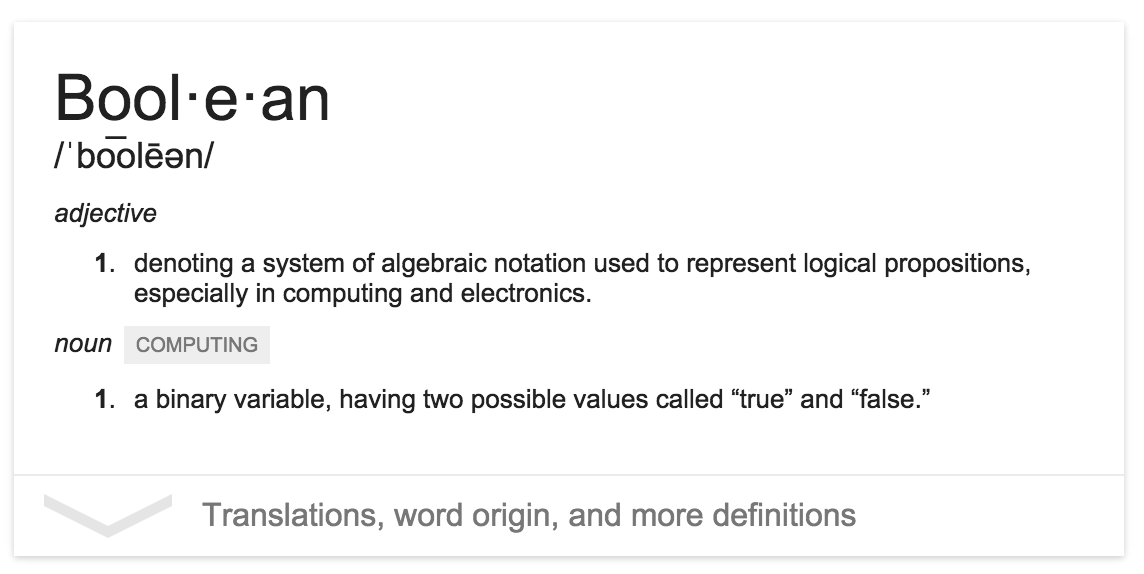 Bool·e·an
/ˈbo͞olēən/
adjective
1. denoting a system of algebraic notation used to represent logical propositions,
especially in computing and electronics.
noun COMPUTING
1. a binary variable, having two possible values called “true” and “false.”
Translations, word origin, and more definitions